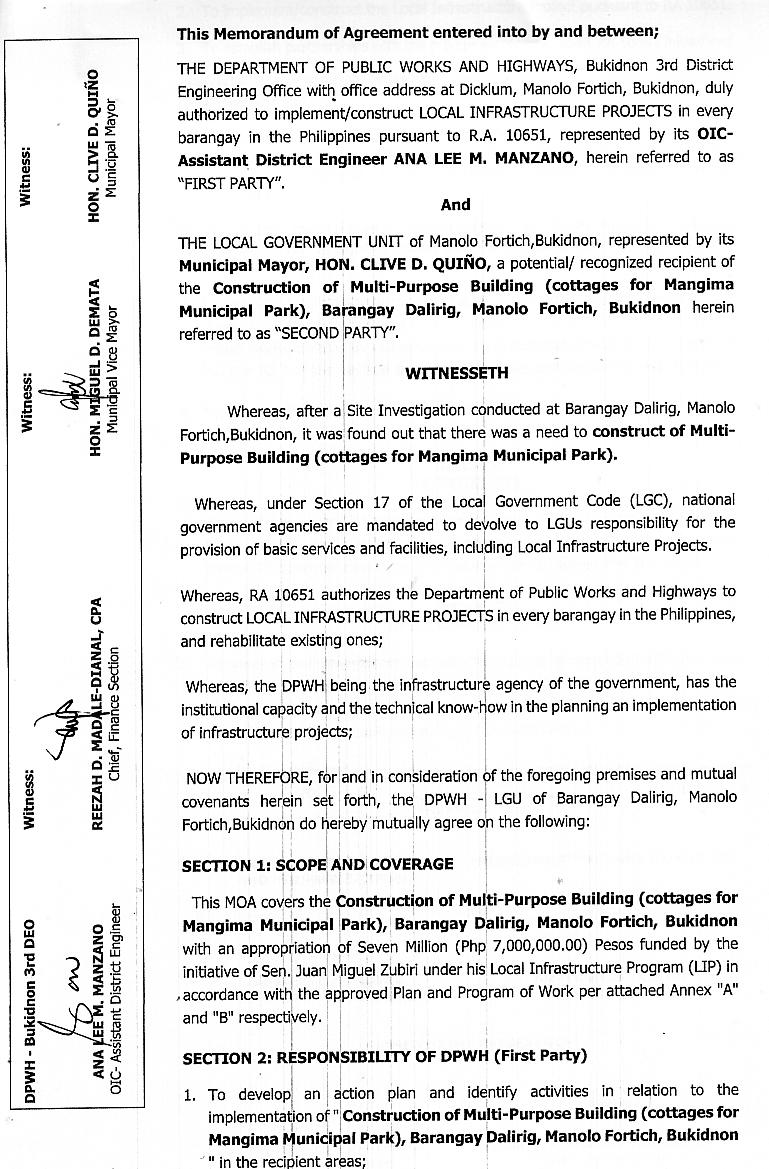 This Memorandum of Agreement entered into by and between;
THE DEPARTMENT OF PUBLIC WORKS AND HIGHWAYS, Bukidnon 3rd District
Engineering Office with office address at Dicklum, Manolo Fortich, Bukidnon, duly
authorized to implement/construct LOCAL INFRASTRUCTURE PROJECTS in every
barangay in the Philippines pursuant to R.A. 10651, represented by its OIC-
Assistant District Engineer ANA LEE M. MANZANO, herein referred to as
“FIRST PARTY”.
And
THE LOCAL GOVERNMENT UNIT of Manolo Fortich,Bukidnon, represented by its
Municipal Mayor, HON. CLIVE D. QUIÑO, a potential/ recognized recipient of
the Construction of Multi-Purpose Building (cottages for Mangima
Municipal Park), Barangay Dalirig, Manolo Fortich, Bukidnon herein
referred to as “SECOND PARTY”.
WITNESSETH
Whereas, after a Site Investigation conducted at Barangay Dalirig, Manolo
Fortich,Bukidnon, it was found out that there was a need to construct of Multi-
Purpose Building (cottages for Mangima Municipal Park).
Whereas, under Section 17 of the Local Government Code (LGC), national
government agencies are mandated to devolve to LGUs responsibility for the
provision of basic services and facilities, including Local Infrastructure Projects.
Whereas, RA 10651 authorizes the Department of Public Works and Highways to
construct LOCAL INFRASTRUCTURE PROJECTS in every barangay in the Philippines,
and rehabilitate existing ones;
Whereas, the DPWH being the infrastructure agency of the government, has the
institutional capacity and the technical know-how in the planning an implementation
of infrastructure projects;
NOW THEREFORE, for and in consideration of the foregoing premises and mutual
covenants herein set forth, the DPWH - LGU of Barangay Dalirig, Manolo
Fortich,Bukidnon do hereby mutually agree on the following:
SECTION 1: SCOPE AND COVERAGE
This MOA covers the Construction of Multi-Purpose Building (cottages for
Mangima Municipal Park), Barangay Dalirig, Manolo Fortich, Bukidnon
with an appropriation of Seven Million (Php 7,000,000.00) Pesos funded by the
initiative of Sen. Juan Miguel Zubiri under his Local Infrastructure Program (LIP) in
accordance with the approved Plan and Program of Work per attached Annex "A"
and "B" respectively.
SECTION 2: RESPONSIBILITY OF DPWH (First Party)
1. To develop an action plan and identify activities in relation to the
implementation of " Construction of Multi-Purpose Building (cottages for
Mangima Municipal Park), Barangay Dalirig, Manolo Fortich, Bukidnon
" in the recipient areas;
DPWH - Bukidnon 3rd DEO
ANA LEE M. MANZANO
OIC- Assistant District Engineer
Witness:
REEZAH D. MADALE-DIANAL, CPA
Chief, Finance Section
Witness:
HON. MIGUEL D. DEMATA
Municipal Vice Mayor
Witness:
HON. CLIVE D. QUIÑO
Municipal Mayor